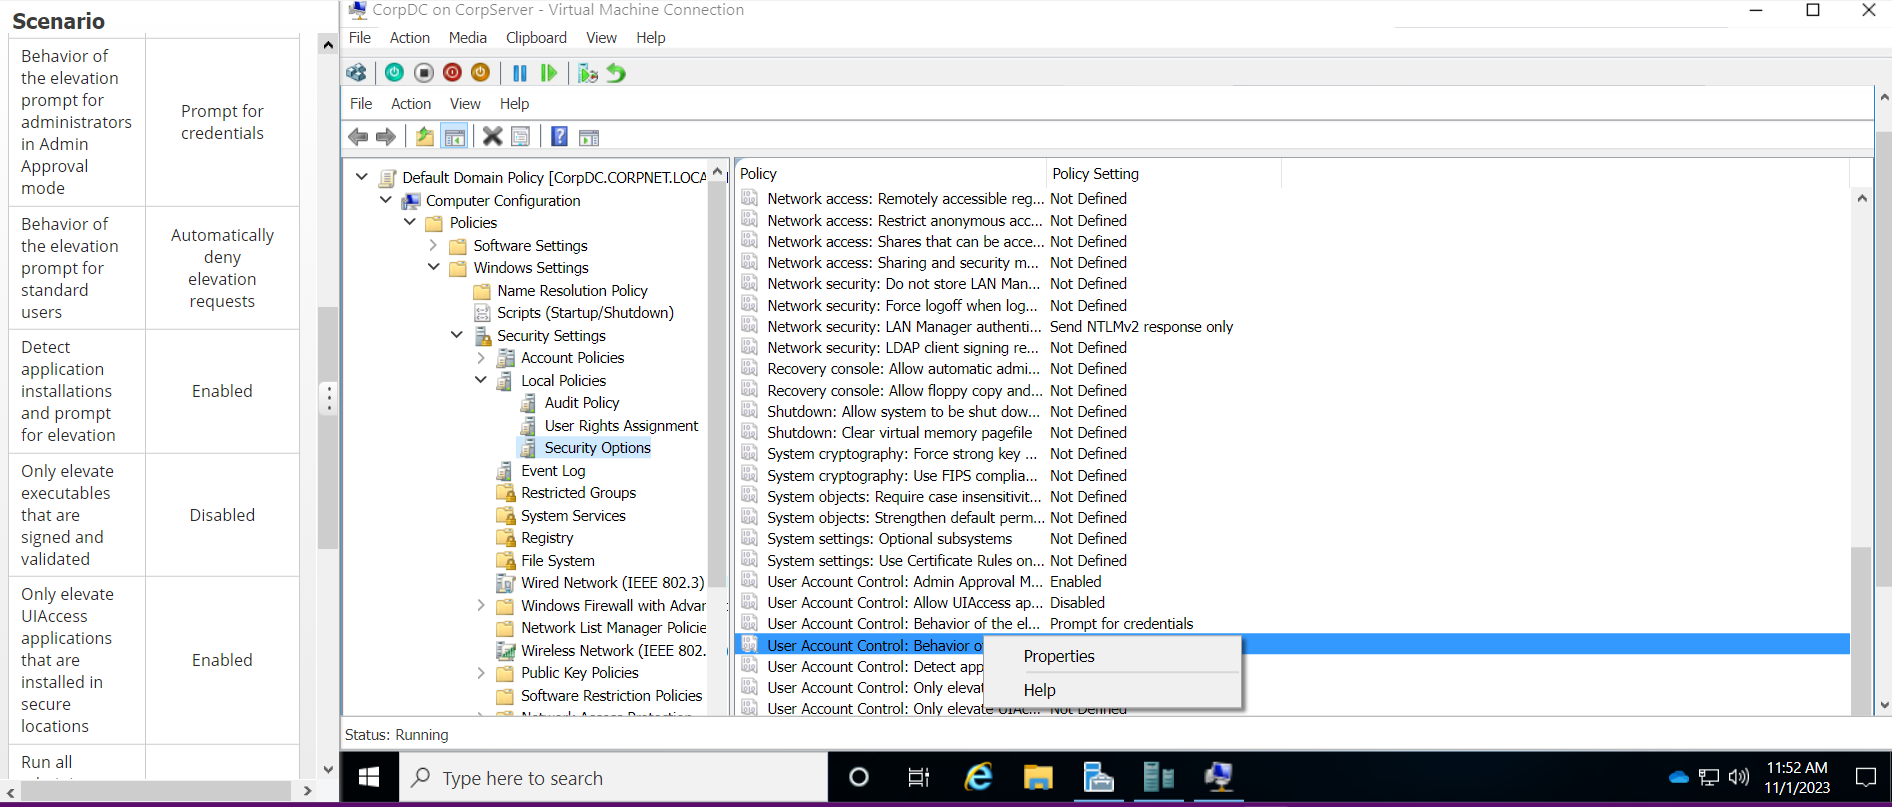 Scenario
Behavior of
the elevation
prompt for
administrators
in Admin
Approval
mode
Prompt for
credentials
Behavior of
the elevation
prompt for
standard
users
Automatically
deny
elevation
requests
Detect
application
installations
and prompt
for elevation
Enabled
Only elevate
executables
that are
signed and
validated
Disabled
Only elevate
UIAccess
applications
that are
installed in
secure
locations
Enabled
Run all
CorpDC on CorpServer - Virtual Machine Connection
File Action Media Clipboard View Help
File Action View Help
Default Domain Policy [CorpDC.CORPNET.LOCA
Computer Configuration
Policies
Software Settings
Windows Settings
Name Resolution Policy
Scripts (Startup/Shutdown)
Security Settings
Account Policies
Local Policies
Audit Policy
User Rights Assignment
Security Options
Event Log
Restricted Groups
System Services
Registry
File System
Wired Network (IEEE 802.3)
Windows Firewall with Advar
Network List Manager Policie
Wireless Network (IEEE 802.
Public Key Policies
Software Restriction Policies
Network Access Protection
Policy Policy Setting
Network access: Remotely accessible reg... Not Defined
Network access: Restrict anonymous acc... Not Defined
Network access: Shares that can be acce... Not Defined
Network access: Sharing and security m... Not Defined
Network security: Do not store LAN Man... Not Defined
Network security: Force logoff when log... Not Defined
Network security: LAN Manager authenti... Send NTLMv2 response only
Network security: LDAP client signing re... Not Defined
Recovery console: Allow automatic admi... Not Defined
Recovery console: Allow floppy copy and... Not Defined
Shutdown: Allow system to be shut dow... Not Defined
Shutdown: Clear virtual memory pagefile Not Defined
System cryptography: Force strong key ... Not Defined
System cryptography: Use FIPS complia... Not Defined
System objects: Require case insensitivit... Not Defined
System objects: Strengthen default perm... Not Defined
System settings: Optional subsystems Not Defined
System settings: Use Certificate Rules on... Not Defined
User Account Control: Admin Approval M... Enabled
User Account Control: Allow UIAccess ap... Disabled
User Account Control: Behavior of the el... Prompt for credentials
User Account Control: Behavior o
User Account Control: Detect app
User Account Control: Only elevat
User Account Control: Only elevate UIAc... Not Defined
Properties
Help
Status: Running
Type here to search
11:52 AM
11/1/2023